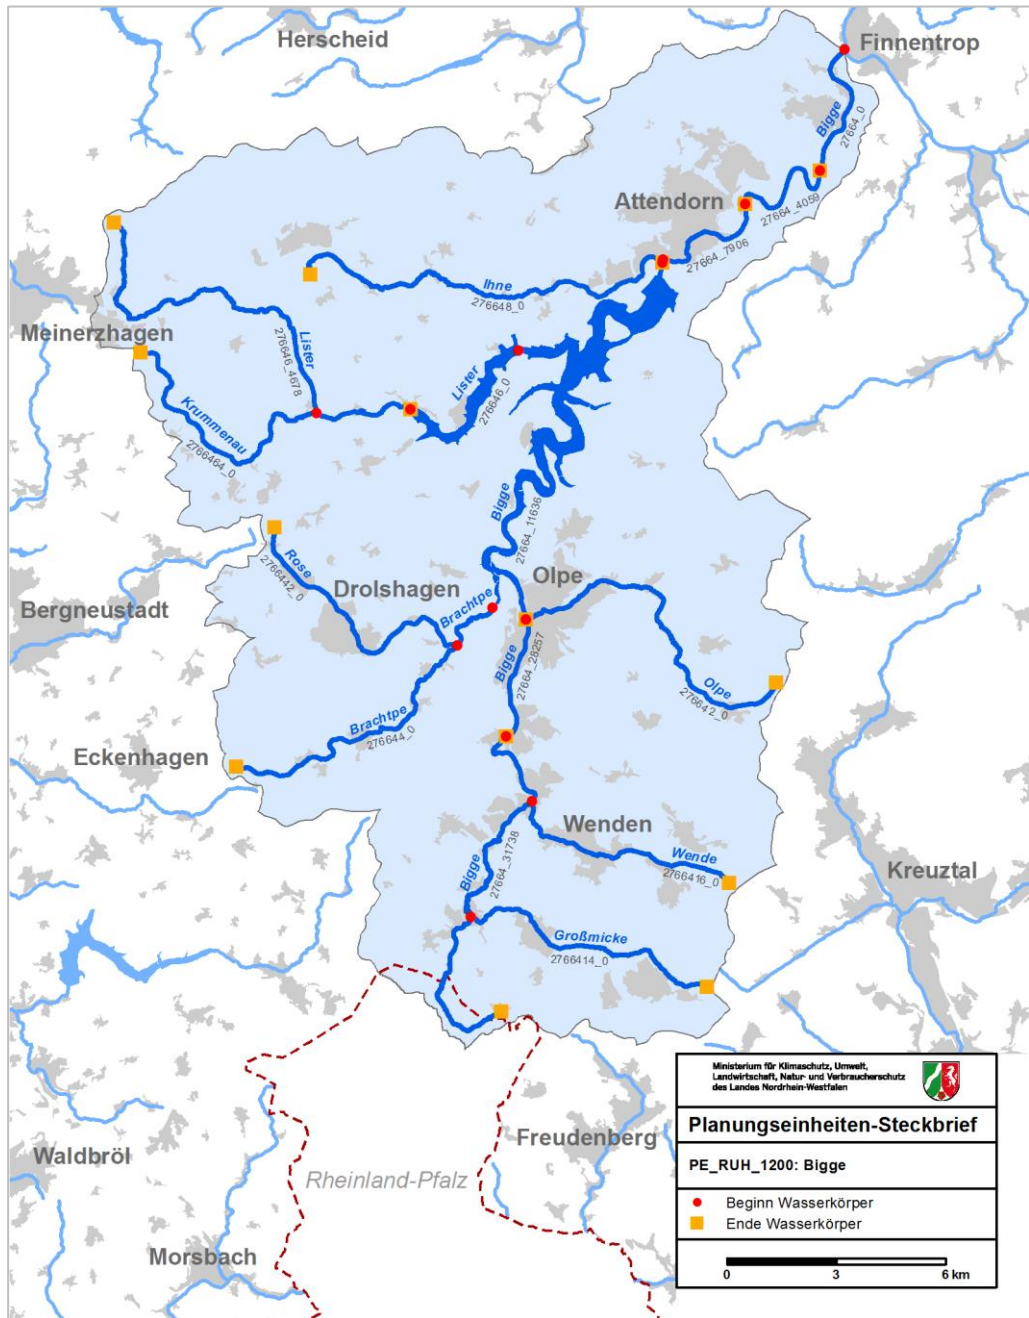 Herscheid
Finnentrop
Bigge
27664_0
Attendorn
27664_4059
27664_7906
Ihne
276648_0
Meinerzhagen
Lister
276646_4678
Lister
276646_0
Krummenau
2766464_0
Bigge
27664_11636
Rose
2766442_0
Drolshagen
Olpe
Bergneustadt
Brachtpe
Bigge
27664_28257
Olpe
276642_0
Brachtpe
276644_0
Eckenhagen
Wenden
Wende
2766416_0
Kreuztal
Bigge
27664_31738
Großmicke
2766414_0
Freudenberg
Waldbröl
Rheinland-Pfalz
Morsbach
Ministerium für Klimaschutz, Umwelt,
Landwirtschaft, Natur- und Verbraucherschutz
des Landes Nordrhein-Westfalen
Planungseinheiten-Steckbrief
PE_RUH_1200: Bigge
Beginn Wasserkörper
Ende Wasserkörper
0 3 6 km